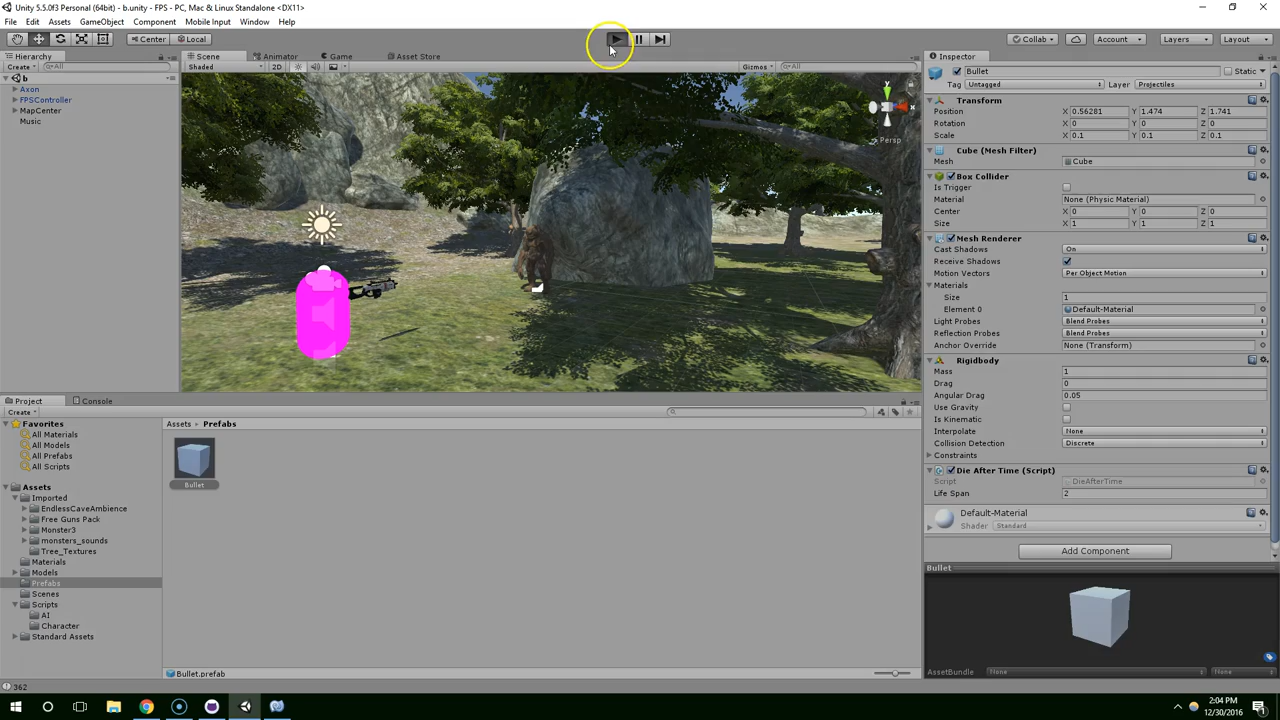 Unity 5.5.0f3 Personal (64bit) - b.unity - FPS - PC, Mac & Linux Standalone <DX11>
File Edit Assets GameObject Component Mobile Input Window Help
Center Local Collab Account Layers Layout
Hierarchy Scene Animator Game Asset Store Inspector
Create All Shaded 2D Gizmos All
b
Axon
FPSController
MapCenter
Music
y
x
Persp
Bullet Static
Tag Untagged Layer Projectiles
Transform
Position X 0.56281 Y 1.474 Z 1.741
Rotation X 0 Y 0 Z 0
Scale X 0.1 Y 0.1 Z 0.1
Cube (Mesh Filter)
Mesh Cube
Box Collider
Is Trigger
Material None (Physic Material)
Center X 0 Y 0 Z 0
Size X 1 Y 1 Z 1
Mesh Renderer
Cast Shadows On
Receive Shadows
Motion Vectors Per Object Motion
Materials
Size 1
Element 0 Default-Material
Light Probes Blend Probes
Reflection Probes Blend Probes
Anchor Override None (Transform)
Rigidbody
Mass 1
Drag 0
Angular Drag 0.05
Use Gravity
Is Kinematic
Interpolate None
Collision Detection Discrete
Constraints
Die After Time (Script)
Script DieAfterTime
Life Span 2
Default-Material
Shader Standard
Add Component
Bullet
AssetBundle None None
Project Console
Create
Favorites
All Materials
All Models
All Prefabs
All Scripts
Assets
Imported
EndlessCaveAmbience
Free Guns Pack
Monster3
monsters_sounds
Tree_Textures
Materials
Models
Prefabs
Scenes
Scripts
AI
Character
Standard Assets
Assets Prefabs
Bullet
Bullet.prefab
362
2:04 PM
12/30/2016
1